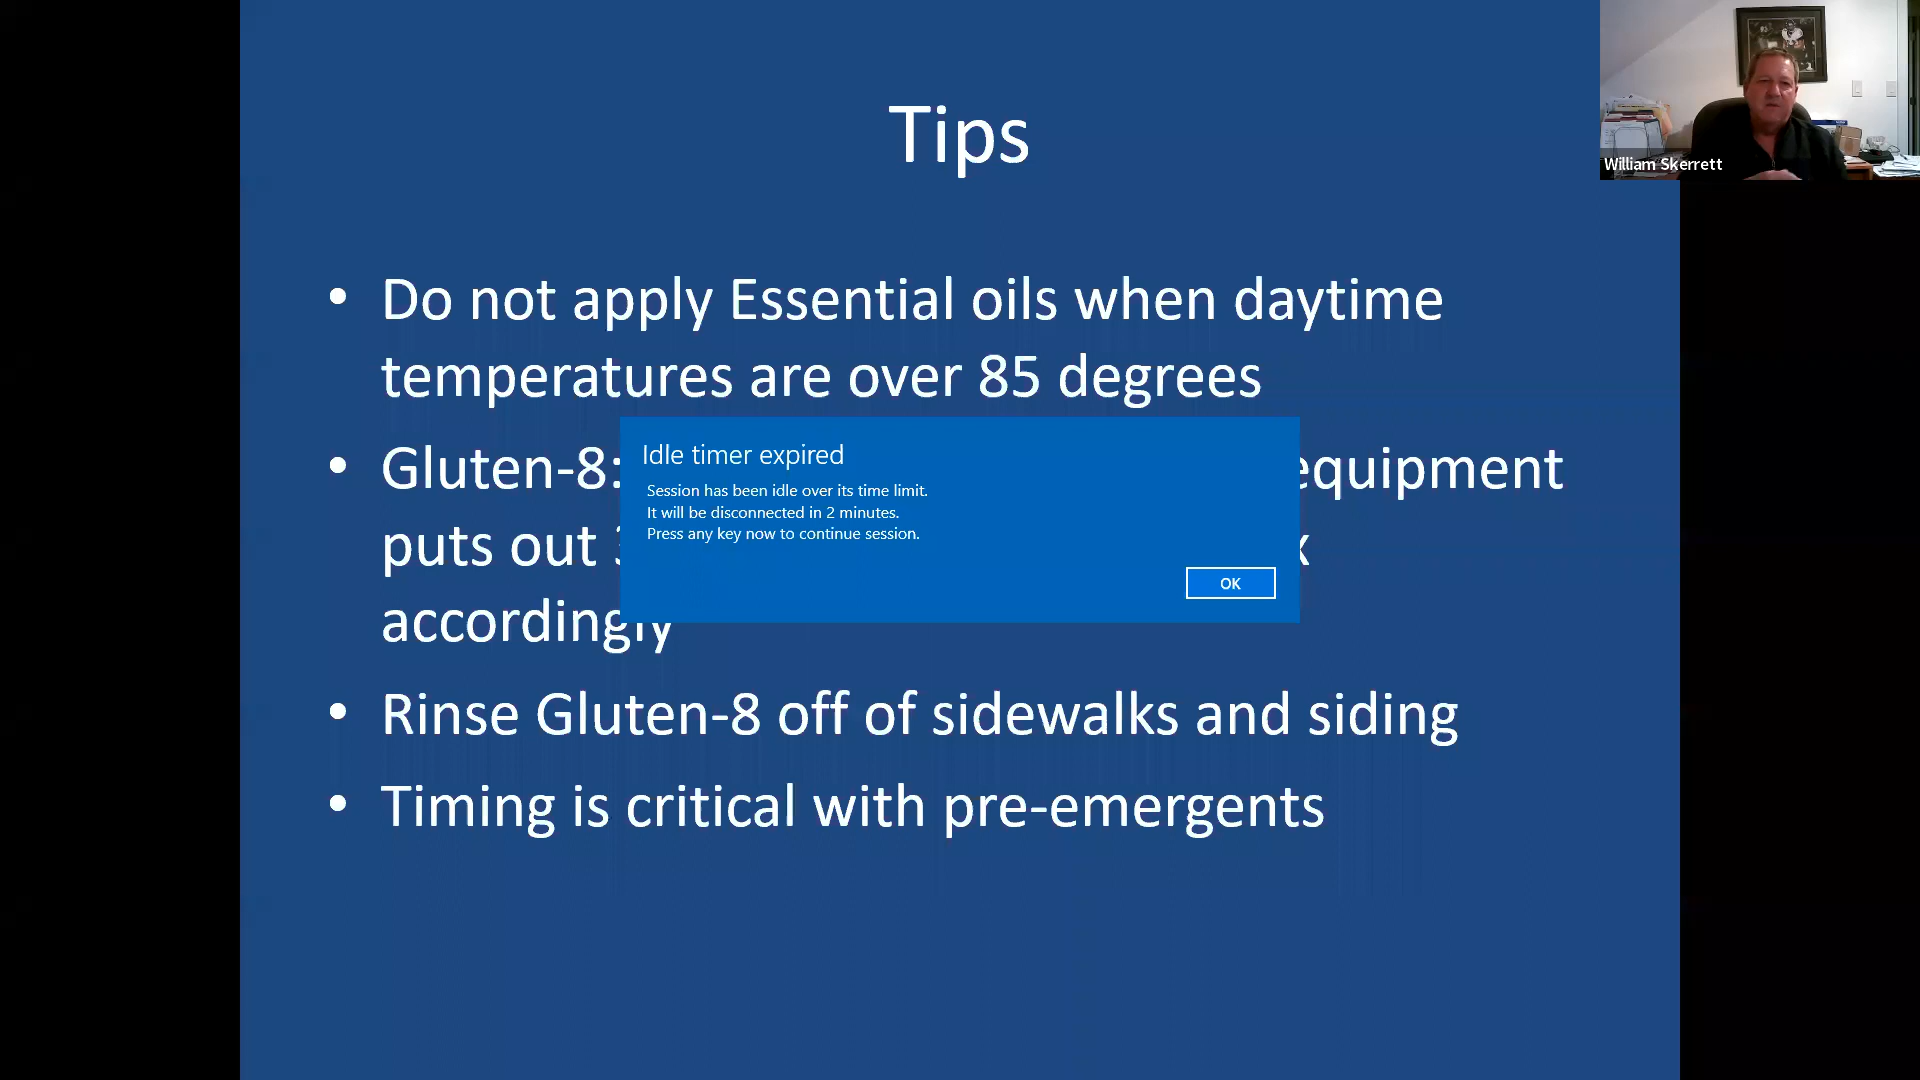 Tips
William Skerrett
• Do not apply Essential oils when daytime
temperatures are over 85 degrees
• Gluten-8: equipment
puts out
accordingly
Idle timer expired
Session has been idle over its time limit.
It will be disconnected in 2 minutes.
Press any key now to continue session.
OK
• Rinse Gluten-8 off of sidewalks and siding
• Timing is critical with pre-emergents